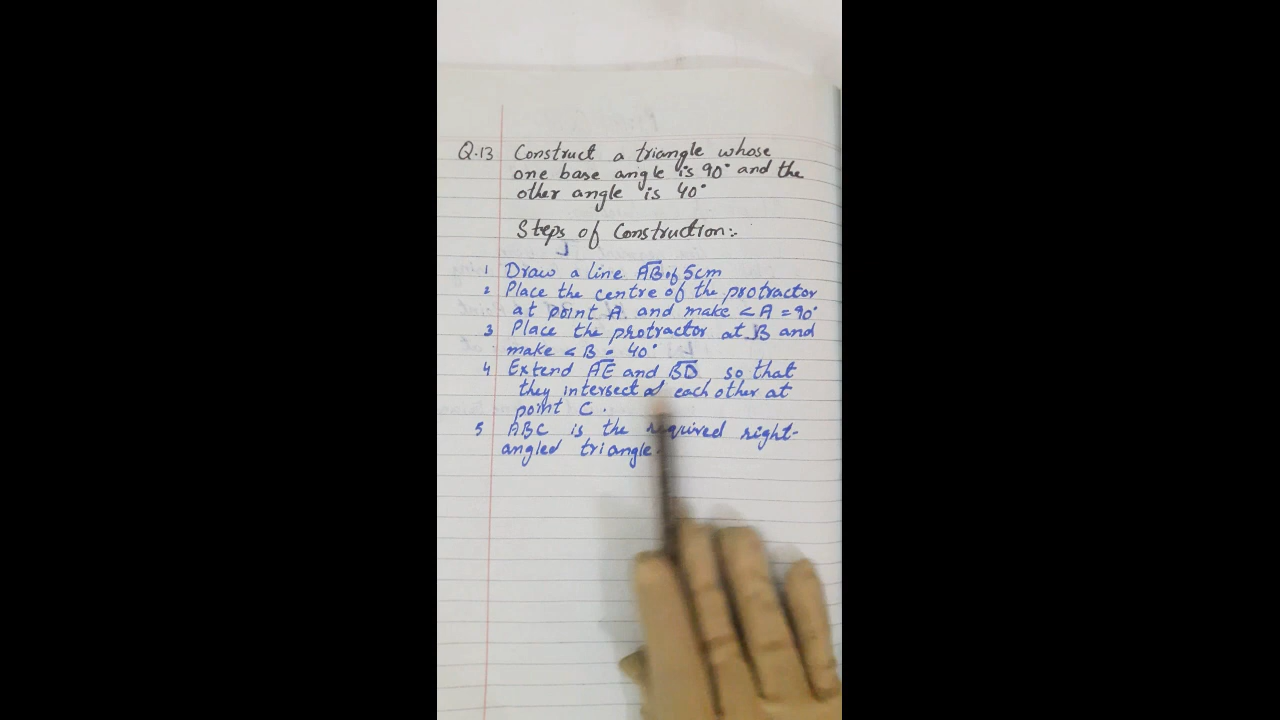 Q.13 Construct a triangle whose
one base angle is 90° and the
other angle is 40°
Steps of Construction:-
1 Draw a line AB of 5cm
2 Place the centre of the protractor
at point A. and make <A = 90°
3 Place the protractor at B and
make <B = 40°
4 Extend AE and BD so that
they intersect each other at
point C.
5 ABC is the required right-
angled triangle.